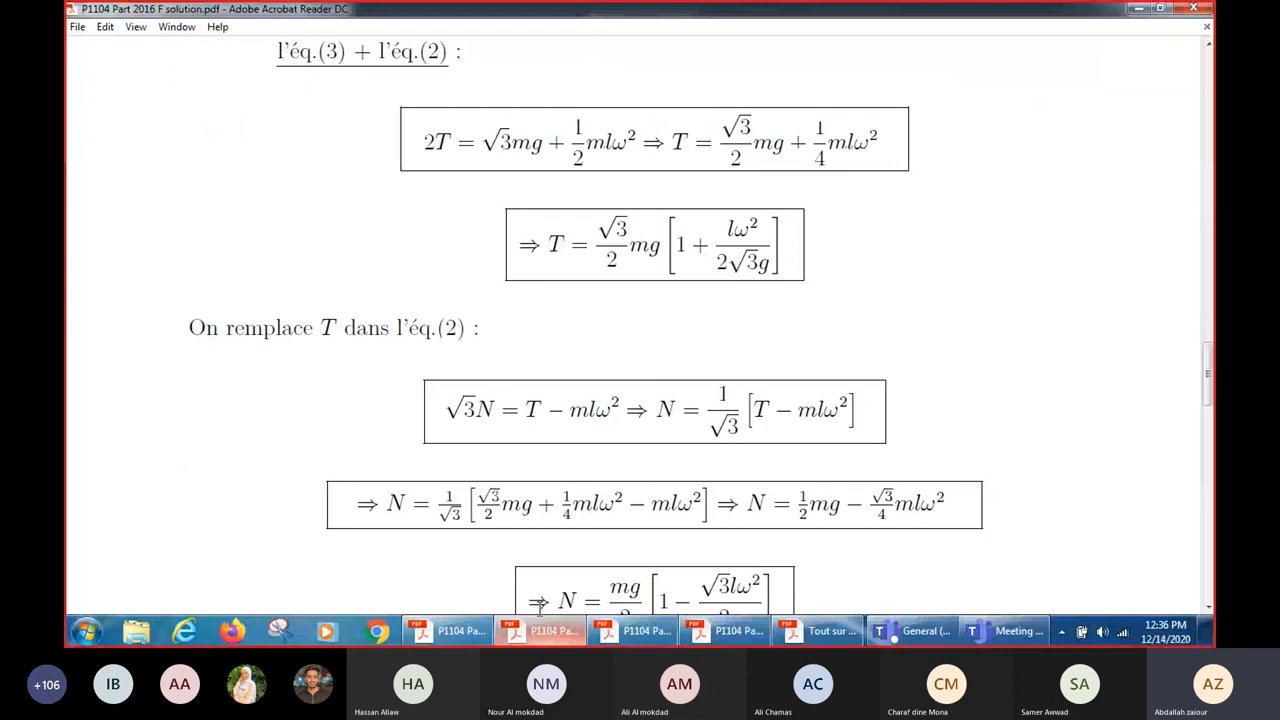 P1104 Part 2016 F solution.pdf - Adobe Acrobat Reader DC
File Edit View Window Help
l'éq.(3) + l'éq.(2) :
2T = √3mg + 1/2 mlω² ⇒ T = √3/2 mg + 1/4 mlω²
⇒ T = √3/2 mg [1 + lω²/2√3g]
On remplace T dans l'éq.(2) :
√3N = T − mlω² ⇒ N = 1/√3 [T − mlω²]
⇒ N = 1/√3 [√3/2 mg + 1/4 mlω² − mlω²] ⇒ N = 1/2 mg − √3/4 mlω²
⇒ N = mg/2 [1 − √3lω²/2
P1104 Pa... P1104 Pa... P1104 Pa... P1104 Pa... Tout sur ... General (... Meeting ... 12:36 PM
12/14/2020
+106 IB AA HA NM AM AC CM SA AZ
Hassan Allaw Nour Al mokdad Ali Al mokdad Ali Chamas Charaf dine Mona Samer Awwad Abdallah zaiour